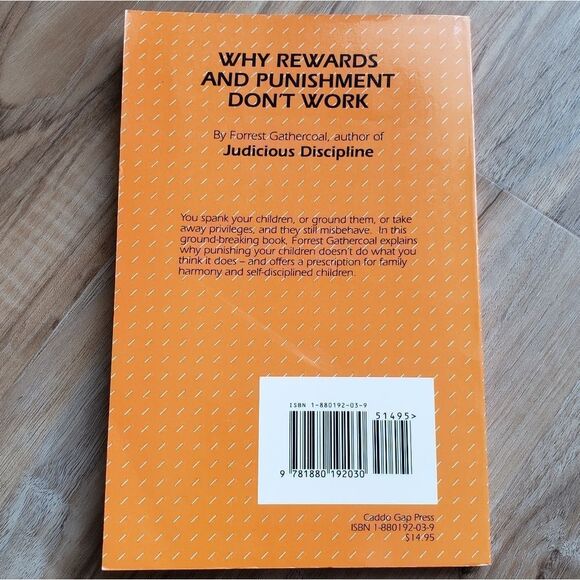 WHY REWARDS
AND PUNISHMENT
DON'T WORK
By Forrest Gathercoal, author of
Judicious Discipline
You spank your children, or ground them, or take
away privileges, and they still misbehave. In this
ground-breaking book, Forrest Gathercoal explains
why punishing your children doesn't do what you
think it does – and offers a prescription for family
harmony and self-disciplined children.
ISBN 1-880192-03-9
51495>
9 781880 192030
Caddo Gap Press
ISBN 1-880192-03-9
$14.95